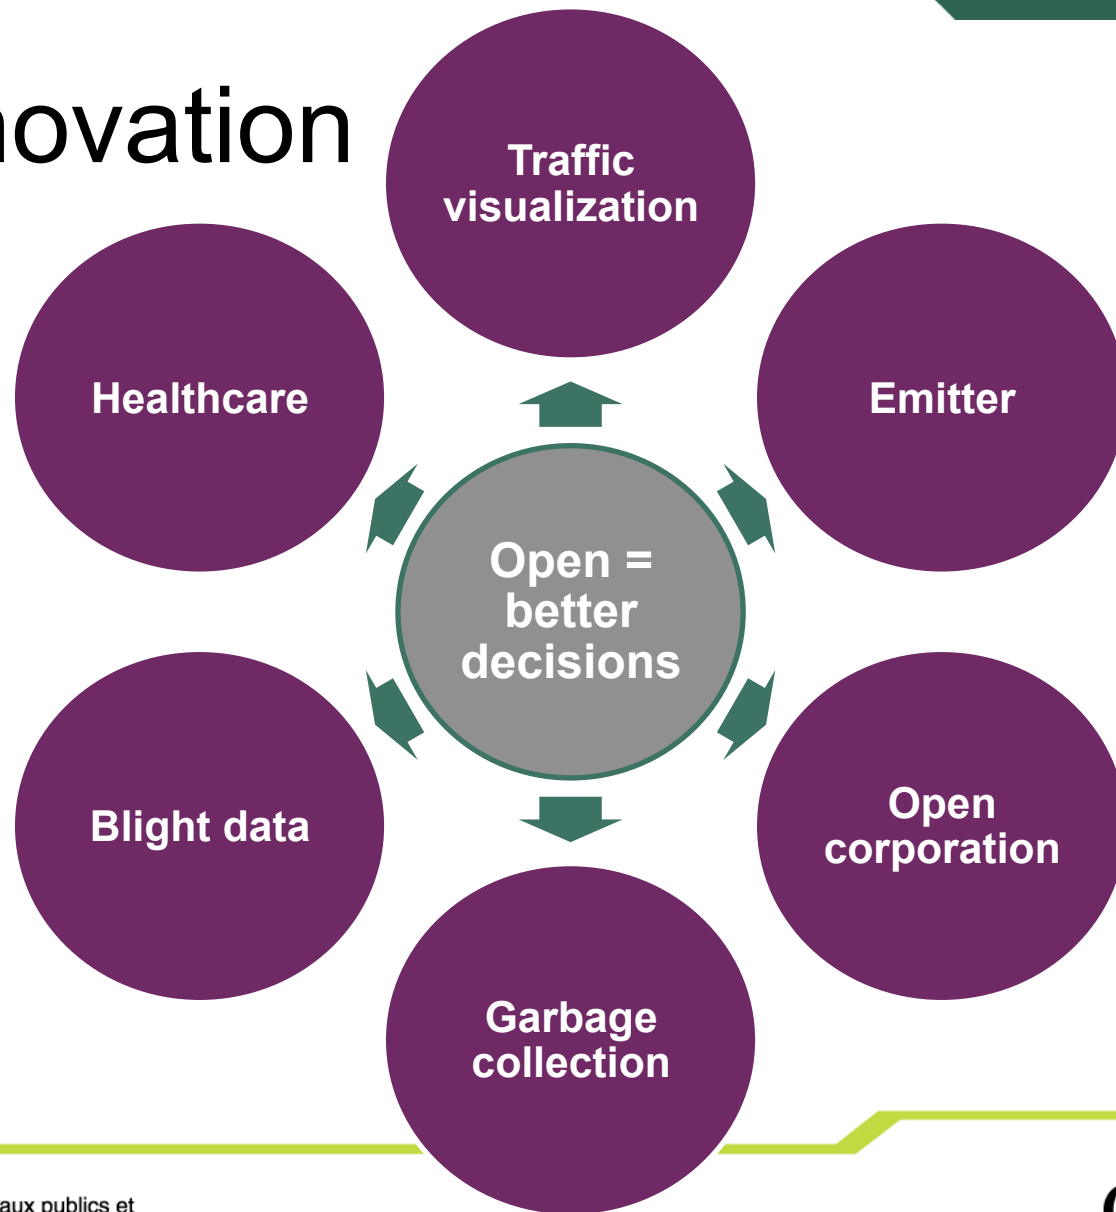 novation
Traffic
visualization
Healthcare
Emitter
Open =
better
decisions
Blight data
Open
corporation
Garbage
collection
aux publics et